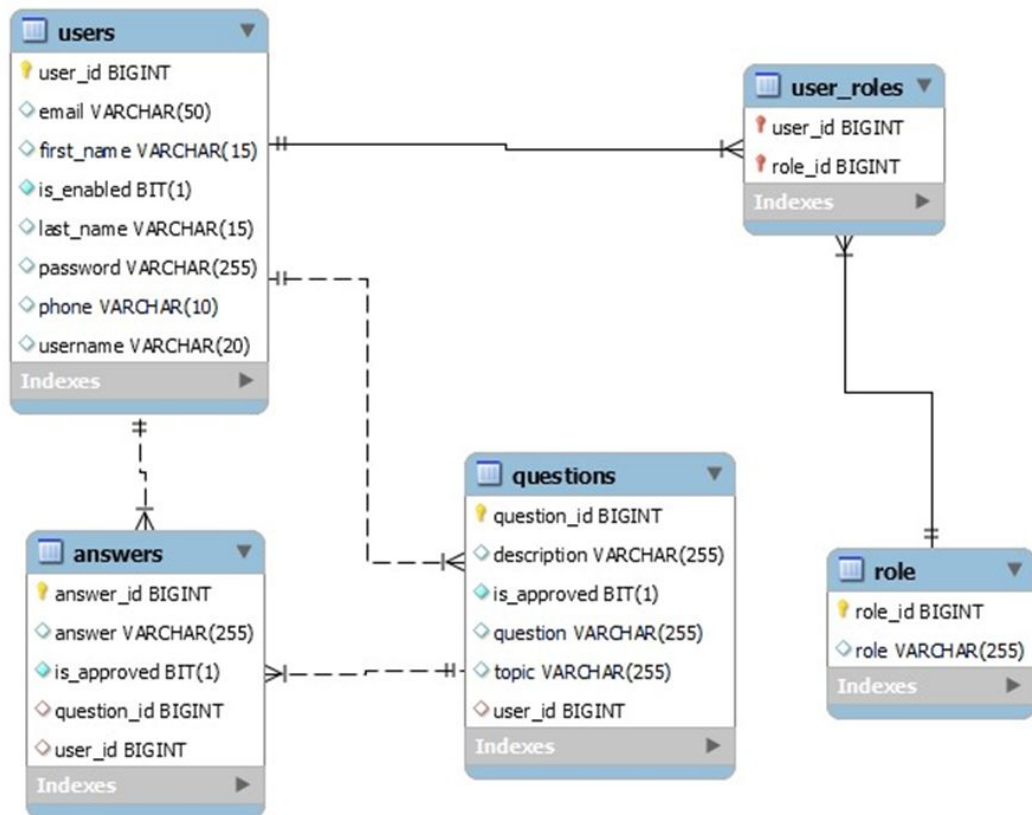 users
user_id BIGINT
email VARCHAR(50)
first_name VARCHAR(15)
is_enabled BIT(1)
last_name VARCHAR(15)
password VARCHAR(255)
phone VARCHAR(10)
username VARCHAR(20)
Indexes
user_roles
user_id BIGINT
role_id BIGINT
Indexes
answers
answer_id BIGINT
answer VARCHAR(255)
is_approved BIT(1)
question_id BIGINT
user_id BIGINT
Indexes
questions
question_id BIGINT
description VARCHAR(255)
is_approved BIT(1)
question VARCHAR(255)
topic VARCHAR(255)
user_id BIGINT
Indexes
role
role_id BIGINT
role VARCHAR(255)
Indexes